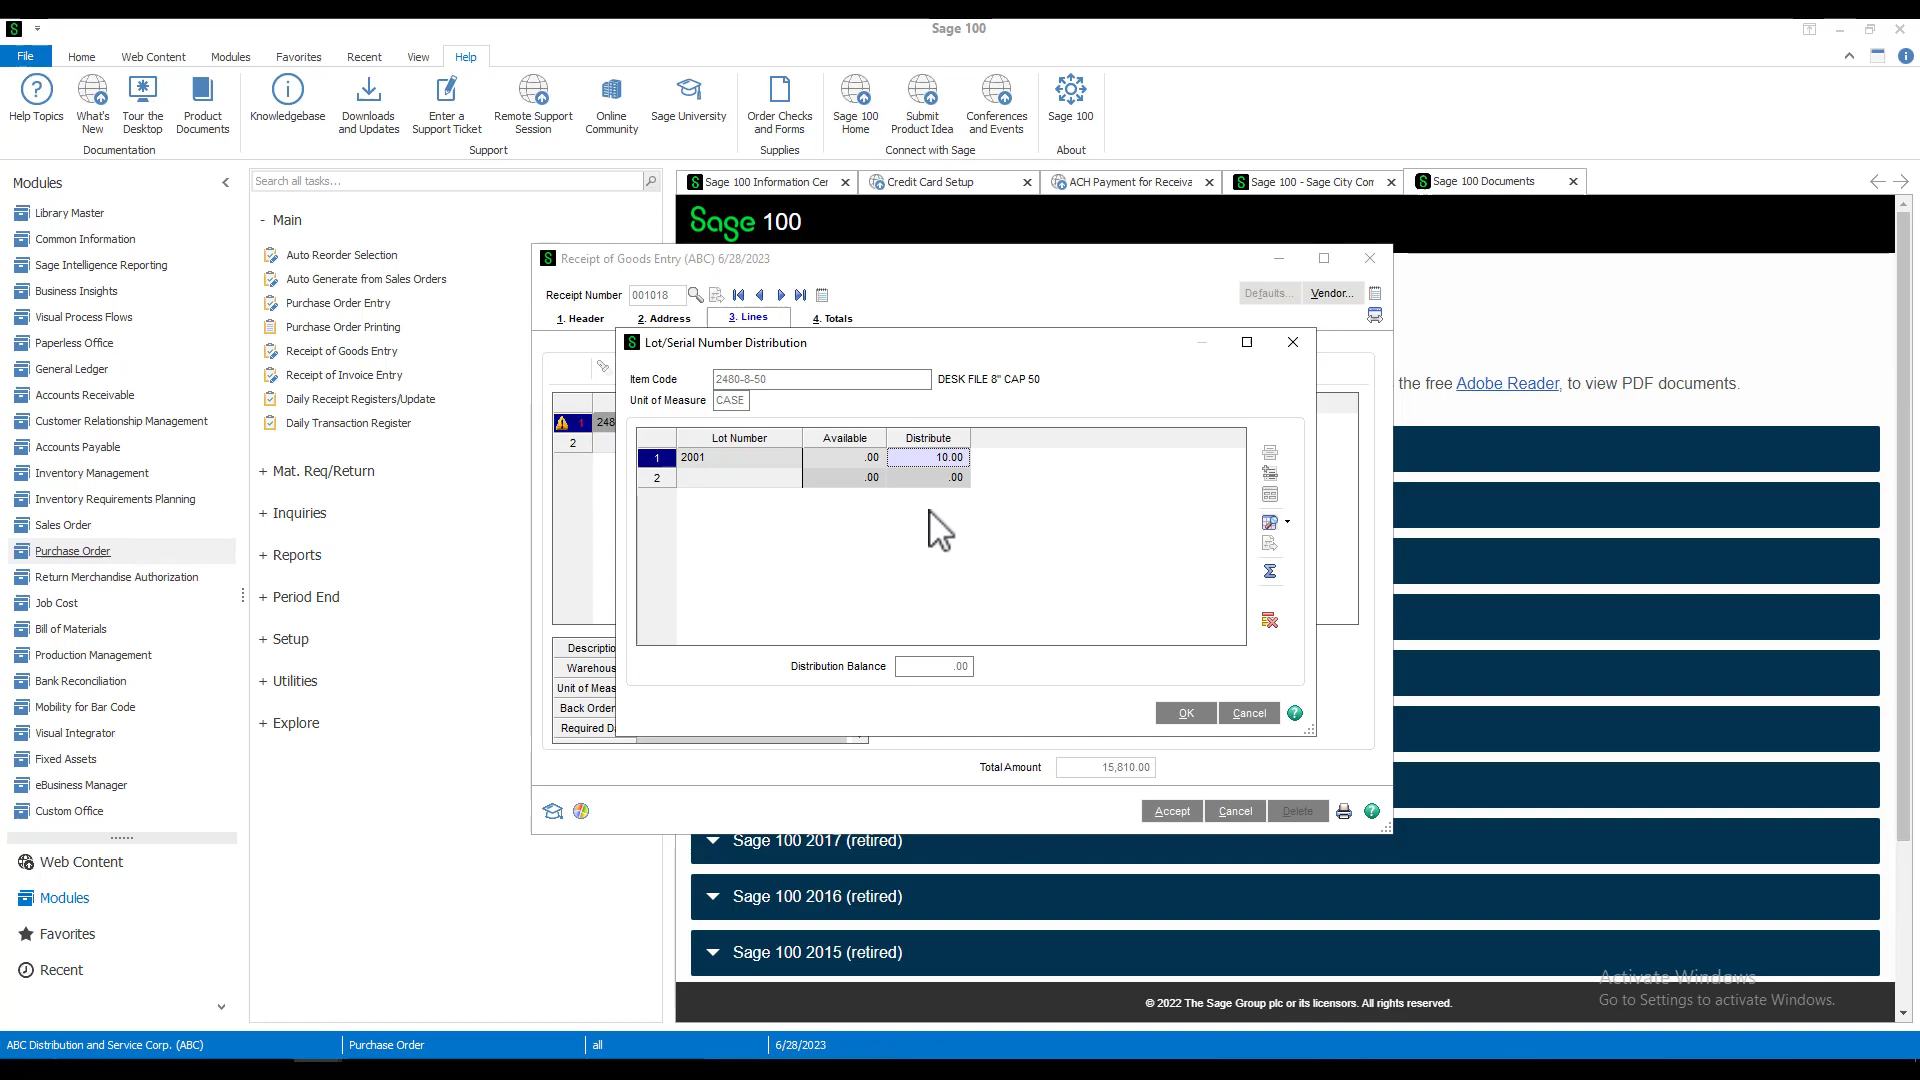 Sage 100
File
Home
Web Content
Modules
Favorites
Recent
View
Help
Help Topics
What's New
Tour the Desktop
Product Documents
Documentation
Knowledgebase
Downloads and Updates
Enter a Support Ticket
Remote Support Session
Online Community
Sage University
Support
Order Checks and Forms
Supplies
Sage 100 Home
Submit Product Idea
Conferences and Events
Connect with Sage
Sage 100
About
Modules
Library Master
Common Information
Sage Intelligence Reporting
Business Insights
Visual Process Flows
Paperless Office
General Ledger
Accounts Receivable
Customer Relationship Management
Accounts Payable
Inventory Management
Inventory Requirements Planning
Sales Order
Purchase Order
Return Merchandise Authorization
Job Cost
Bill of Materials
Production Management
Bank Reconciliation
Mobility for Bar Code
Visual Integrator
Fixed Assets
eBusiness Manager
Custom Office
Web Content
Modules
Favorites
Recent
Search all tasks...
- Main
Auto Reorder Selection
Auto Generate from Sales Orders
Purchase Order Entry
Purchase Order Printing
Receipt of Goods Entry
Receipt of Invoice Entry
Daily Receipt Registers/Update
Daily Transaction Register
+ Mat. Req/Return
+ Inquiries
+ Reports
+ Period End
+ Setup
+ Utilities
+ Explore
Sage 100 Information Cer
Credit Card Setup
ACH Payment for Receiva
Sage 100 - Sage City Com
Sage 100 Documents
Sage 100
the free Adobe Reader, to view PDF documents.
Receipt of Goods Entry (ABC) 6/28/2023
Receipt Number 001018
Defaults...
Vendor...
1. Header
2. Address
3. Lines
4. Totals
1 248
2
Descriptio
Warehous
Unit of Meas
Back Order
Required Da
Total Amount 15,810.00
Accept
Cancel
Delete
Lot/Serial Number Distribution
Item Code 2480-8-50 DESK FILE 8" CAP 50
Unit of Measure CASE
Lot Number Available Distribute
1 2001 .00 10.00
2 .00 .00
Distribution Balance .00
OK
Cancel
Sage 100 2017 (retired)
Sage 100 2016 (retired)
Sage 100 2015 (retired)
Activate Windows
Go to Settings to activate Windows.
© 2022 The Sage Group plc or its licensors. All rights reserved.
ABC Distribution and Service Corp. (ABC)
Purchase Order
all
6/28/2023